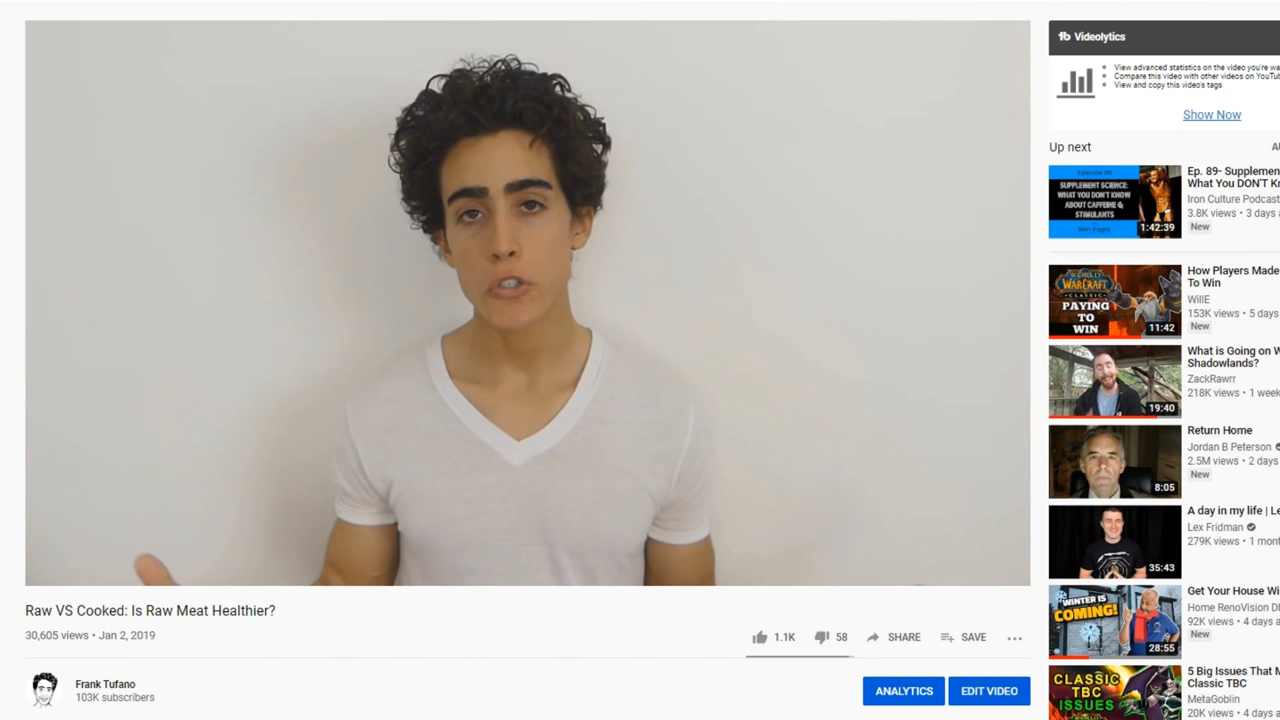 Raw VS Cooked: Is Raw Meat Healthier?
30,605 views • Jan 2, 2019
1.1K
58
SHARE
SAVE
Frank Tufano
103K subscribers
ANALYTICS
EDIT VIDEO
Videolytics
View advanced statistics on the video you're wa
Compare this video with other videos on YouTub
View and copy this video's tags
Show Now
Up next
Episode 89
SUPPLEMENT SCIENCE:
WHAT YOU DON'T KNOW
ABOUT CAFFEINE &
STIMULANTS
1:42:39
Ep. 89- Supplemen
What You DON'T Kn
Iron Culture Podcast
3.8K views • 3 days a
New
WORLD
WARCRAFT
CLASSIC
PAYING
TO
WIN
11:42
How Players Made
To Win
WillE
153K views • 5 days
New
19:40
What is Going on W
Shadowlands?
ZackRawrr
218K views • 1 week
8:05
Return Home
Jordan B Peterson
2.5M views • 2 days
New
35:43
A day in my life | Le
Lex Fridman
279K views • 1 mont
WINTER IS
COMING!
28:55
Get Your House Wi
Home RenoVision DI
92K views • 4 days a
New
CLASSIC
TBC
ISSUES
5 Big Issues That M
Classic TBC
MetaGoblin
20K views • 4 days a